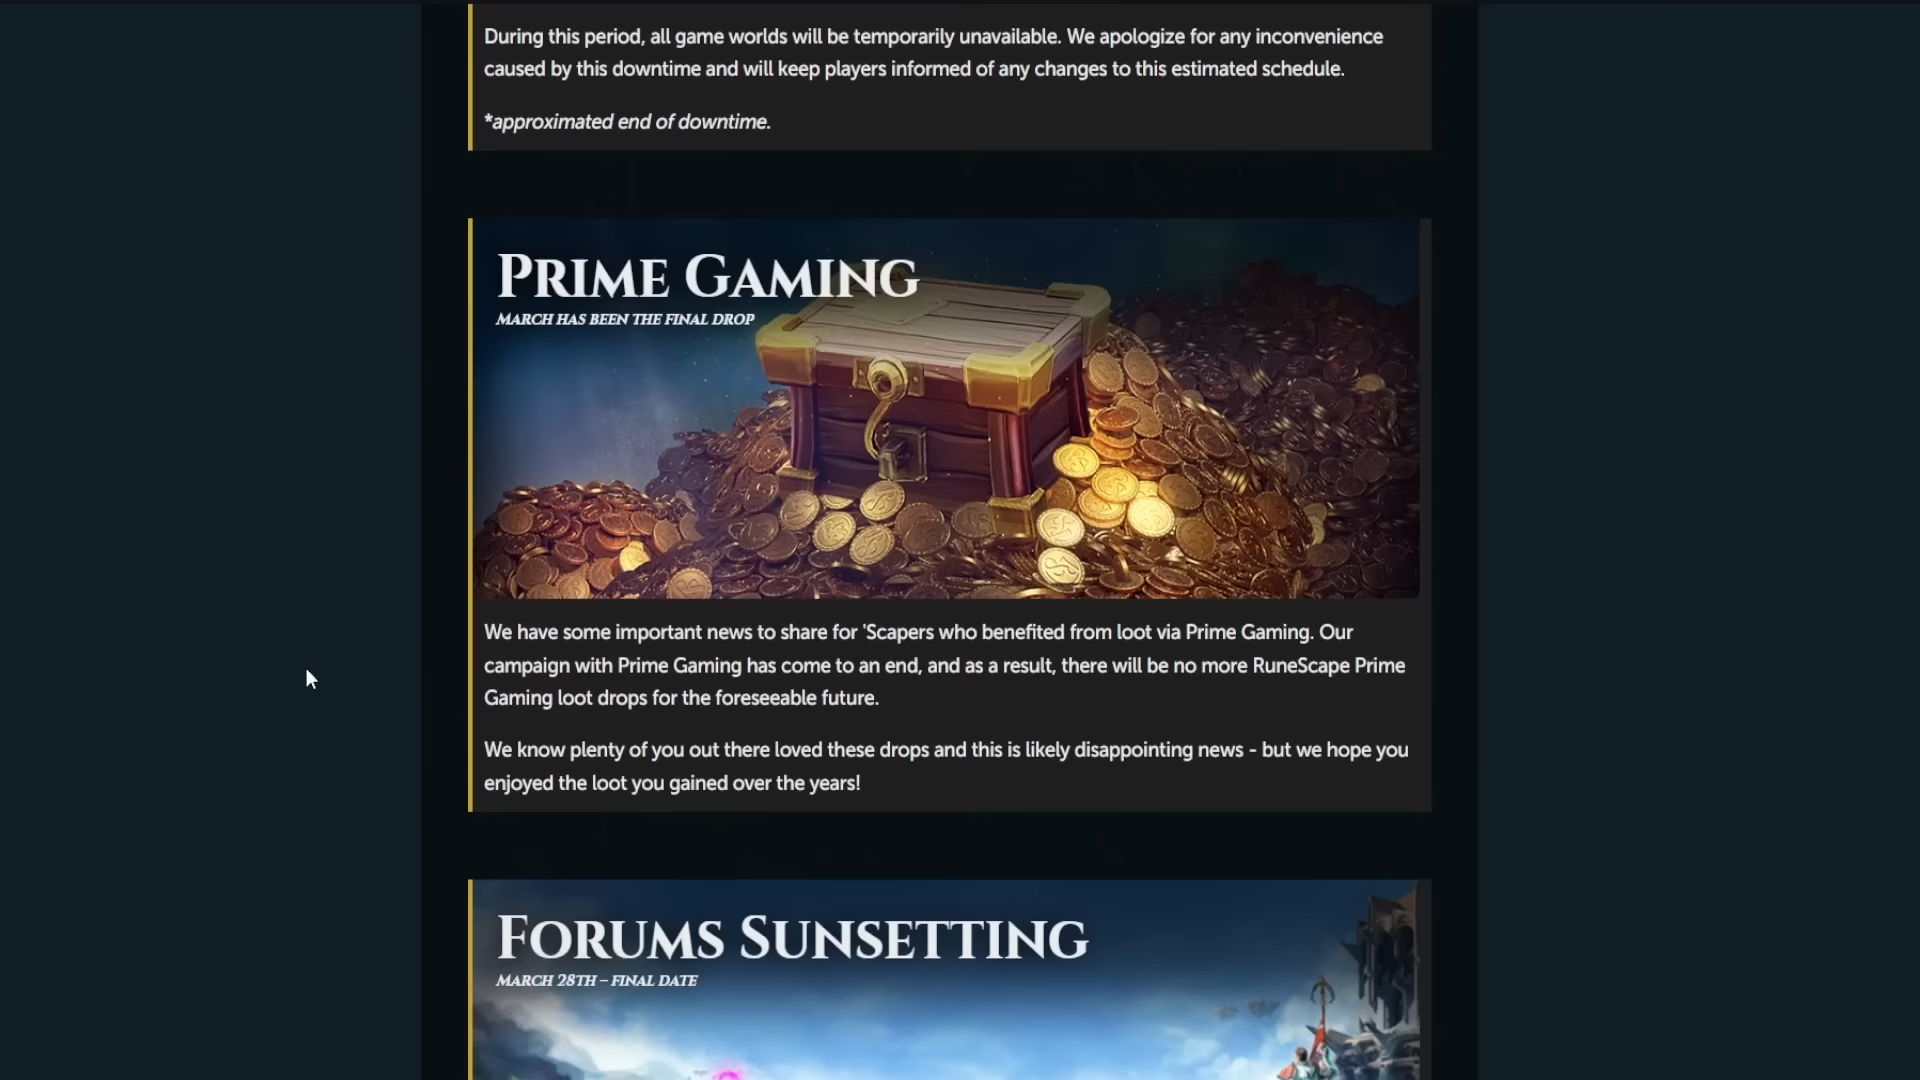 During this period, all game worlds will be temporarily unavailable. We apologize for any inconvenience
caused by this downtime and will keep players informed of any changes to this estimated schedule.
*approximated end of downtime.
PRIME GAMING
MARCH HAS BEEN THE FINAL DROP
We have some important news to share for 'Scapers who benefited from loot via Prime Gaming. Our
campaign with Prime Gaming has come to an end, and as a result, there will be no more RuneScape Prime
Gaming loot drops for the foreseeable future.
We know plenty of you out there loved these drops and this is likely disappointing news - but we hope you
enjoyed the loot you gained over the years!
FORUMS SUNSETTING
MARCH 28TH – FINAL DATE